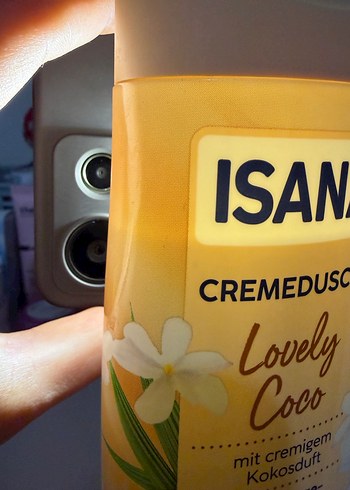 ISANA
CREMEDUSC
Lovely
Coco
mit cremigem
Kokosduft